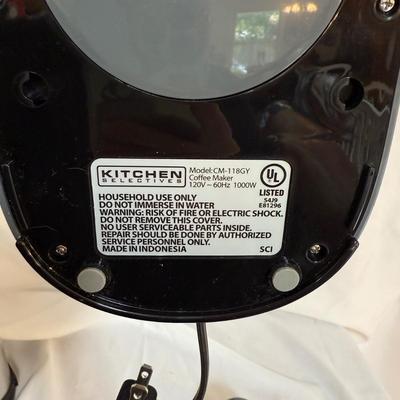 KITCHEN
SELECTIVES
Model:CM-118GY
Coffee Maker
120V~ 60Hz 1000W
UL
LISTED
54J9
E81296
HOUSEHOLD USE ONLY
DO NOT IMMERSE IN WATER
WARNING: RISK OF FIRE OR ELECTRIC SHOCK.
DO NOT REMOVE THIS COVER.
NO USER SERVICEABLE PARTS INSIDE.
REPAIR SHOULD BE DONE BY AUTHORIZED
SERVICE PERSONNEL ONLY.
MADE IN INDONESIA
SCI